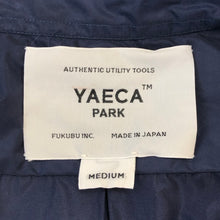 AUTHENTIC UTILITY TOOLS
YAECA™
PARK
FUKUBU INC. MADE IN JAPAN
MEDIUM